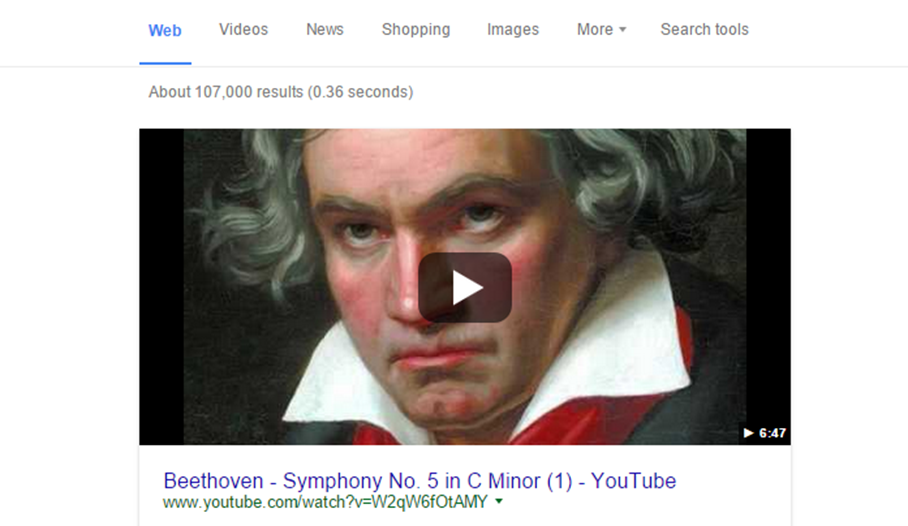 Web Videos News Shopping Images More Search tools
About 107,000 results (0.36 seconds)
6:47
Beethoven - Symphony No. 5 in C Minor (1) - YouTube
www.youtube.com/watch?v=W2qW6fOtAMY